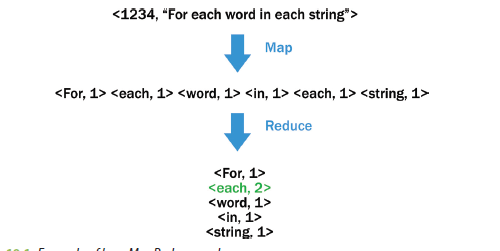 <1234, “For each word in each string”>
Map
<For, 1> <each, 1> <word, 1> <in, 1> <each, 1> <string, 1>
Reduce
<For, 1>
<each, 2>
<word, 1>
<in, 1>
<string, 1>